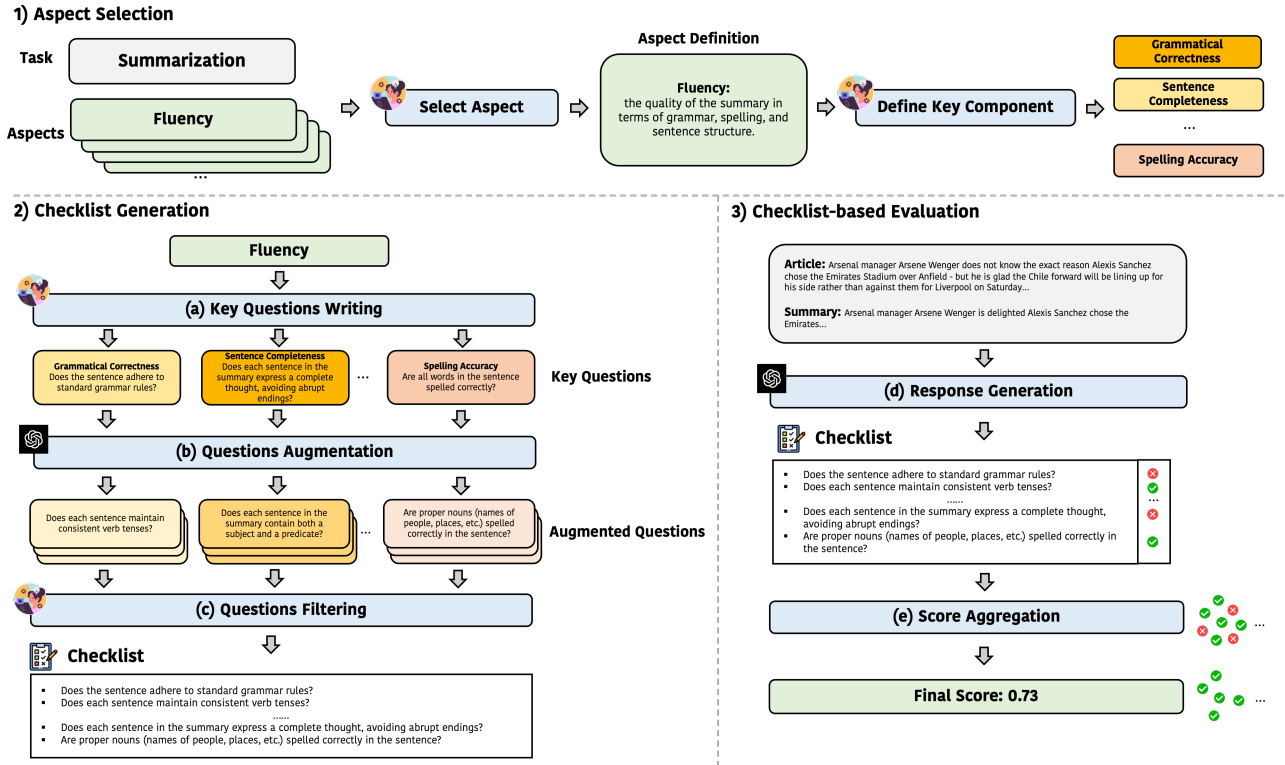 1) Aspect Selection
Task
Summarization
Aspects
Fluency
...
Select Aspect
Aspect Definition
Fluency:
the quality of the summary in
terms of grammar, spelling, and
sentence structure.
Define Key Component
Grammatical
Correctness
Sentence
Completeness
...
Spelling Accuracy
2) Checklist Generation
Fluency
(a) Key Questions Writing
Grammatical Correctness
Does the sentence adhere to
standard grammar rules?
Sentence Completeness
Does each sentence in the
summary express a complete
thought, avoiding abrupt
endings?
...
Spelling Accuracy
Are all words in the sentence
spelled correctly?
Key Questions
(b) Questions Augmentation
Does each sentence maintain
consistent verb tenses?
Does each sentence in the
summary contain both a
subject and a predicate?
...
Are proper nouns (names of
people, places, etc.) spelled
correctly in the sentence?
Augmented Questions
(c) Questions Filtering
Checklist
▪ Does the sentence adhere to standard grammar rules?
▪ Does each sentence maintain consistent verb tenses?
......
▪ Does each sentence in the summary express a complete thought, avoiding abrupt endings?
▪ Are proper nouns (names of people, places, etc.) spelled correctly in the sentence?
3) Checklist-based Evaluation
Article: Arsenal manager Arsene Wenger does not know the exact reason Alexis Sanchez
chose the Emirates Stadium over Anfield - but he is glad the Chile forward will be lining up for
his side rather than against them for Liverpool on Saturday...
Summary: Arsenal manager Arsene Wenger is delighted Alexis Sanchez chose the
Emirates...
(d) Response Generation
Checklist
▪ Does the sentence adhere to standard grammar rules?
▪ Does each sentence maintain consistent verb tenses?
......
...
▪ Does each sentence in the summary express a complete thought,
avoiding abrupt endings?
▪ Are proper nouns (names of people, places, etc.) spelled correctly in
the sentence?
(e) Score Aggregation
...
Final Score: 0.73
...